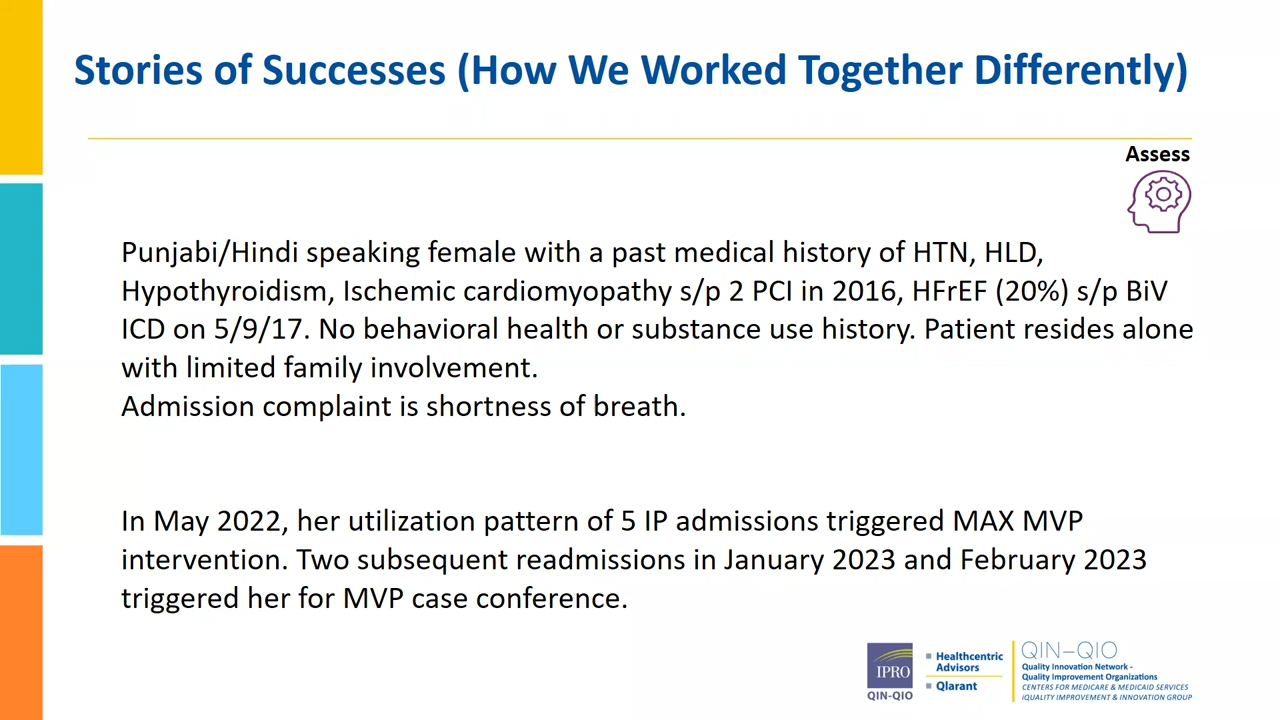 Stories of Successes (How We Worked Together Differently)
Assess
Punjabi/Hindi speaking female with a past medical history of HTN, HLD,
Hypothyroidism, Ischemic cardiomyopathy s/p 2 PCI in 2016, HFrEF (20%) s/p BiV
ICD on 5/9/17. No behavioral health or substance use history. Patient resides alone
with limited family involvement.
Admission complaint is shortness of breath.
In May 2022, her utilization pattern of 5 IP admissions triggered MAX MVP
intervention. Two subsequent readmissions in January 2023 and February 2023
triggered her for MVP case conference.
IPRO
QIN-QIO
Healthcentric
Advisors
Qlarant
QIN–QIO
Quality Innovation Network -
Quality Improvement Organizations
CENTERS FOR MEDICARE & MEDICAID SERVICES
iQUALITY IMPROVEMENT & INNOVATION GROUP